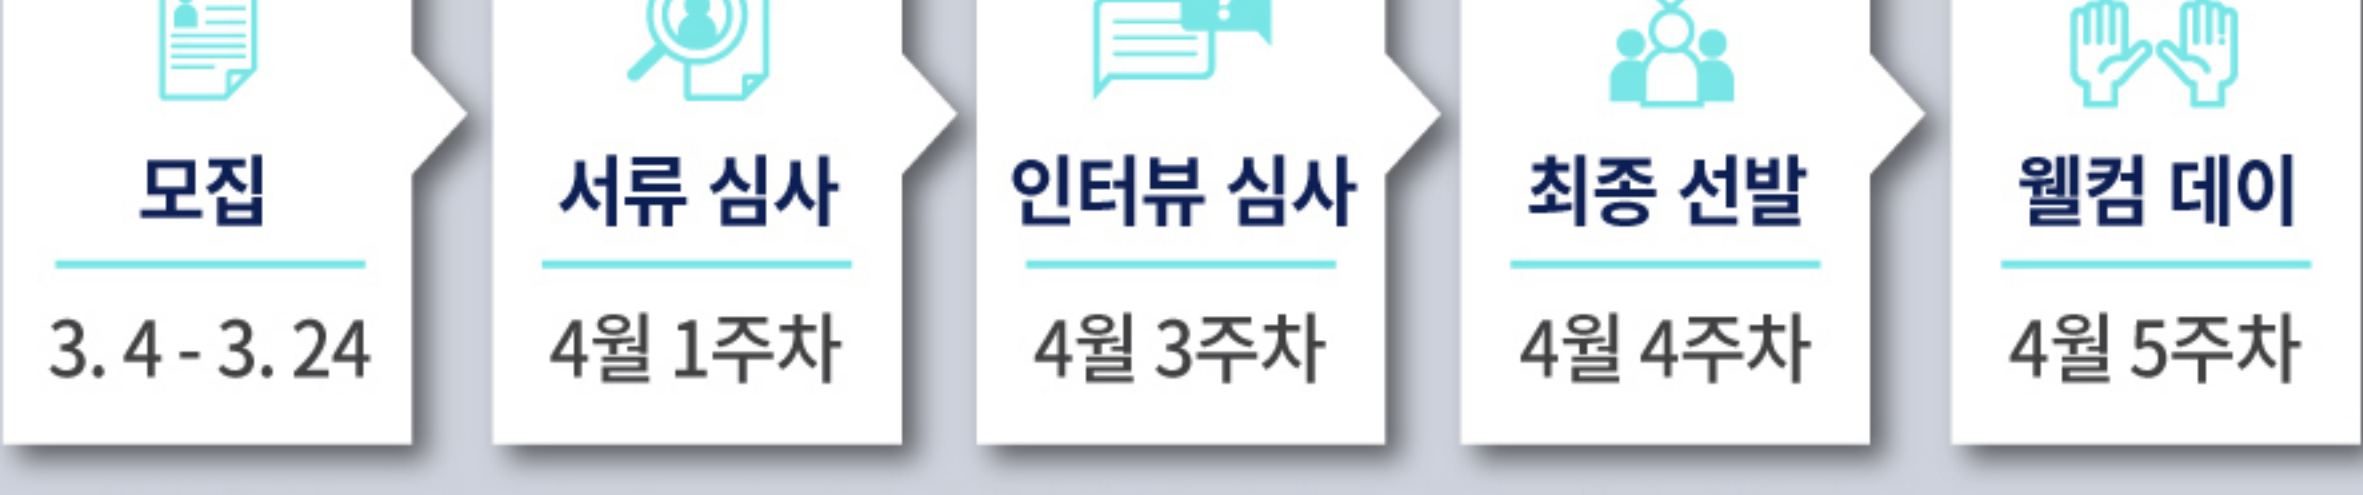 모집
3. 4 - 3. 24
서류 심사
4월 1주차
인터뷰 심사
4월 3주차
최종 선발
4월 4주차
웰컴 데이
4월 5주차